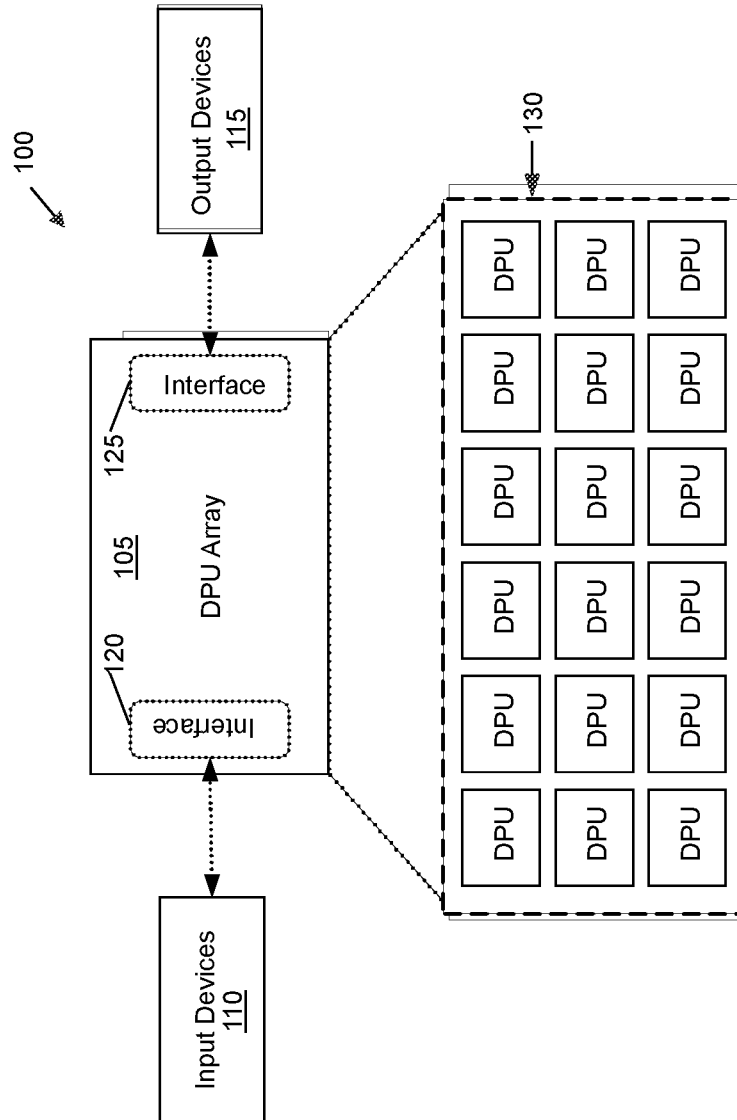 100
120
105
125
Input Devices
110
Interface
DPU Array
Interface
Output Devices
115
130
DPU DPU DPU DPU DPU DPU
DPU DPU DPU DPU DPU DPU
DPU DPU DPU DPU DPU DPU